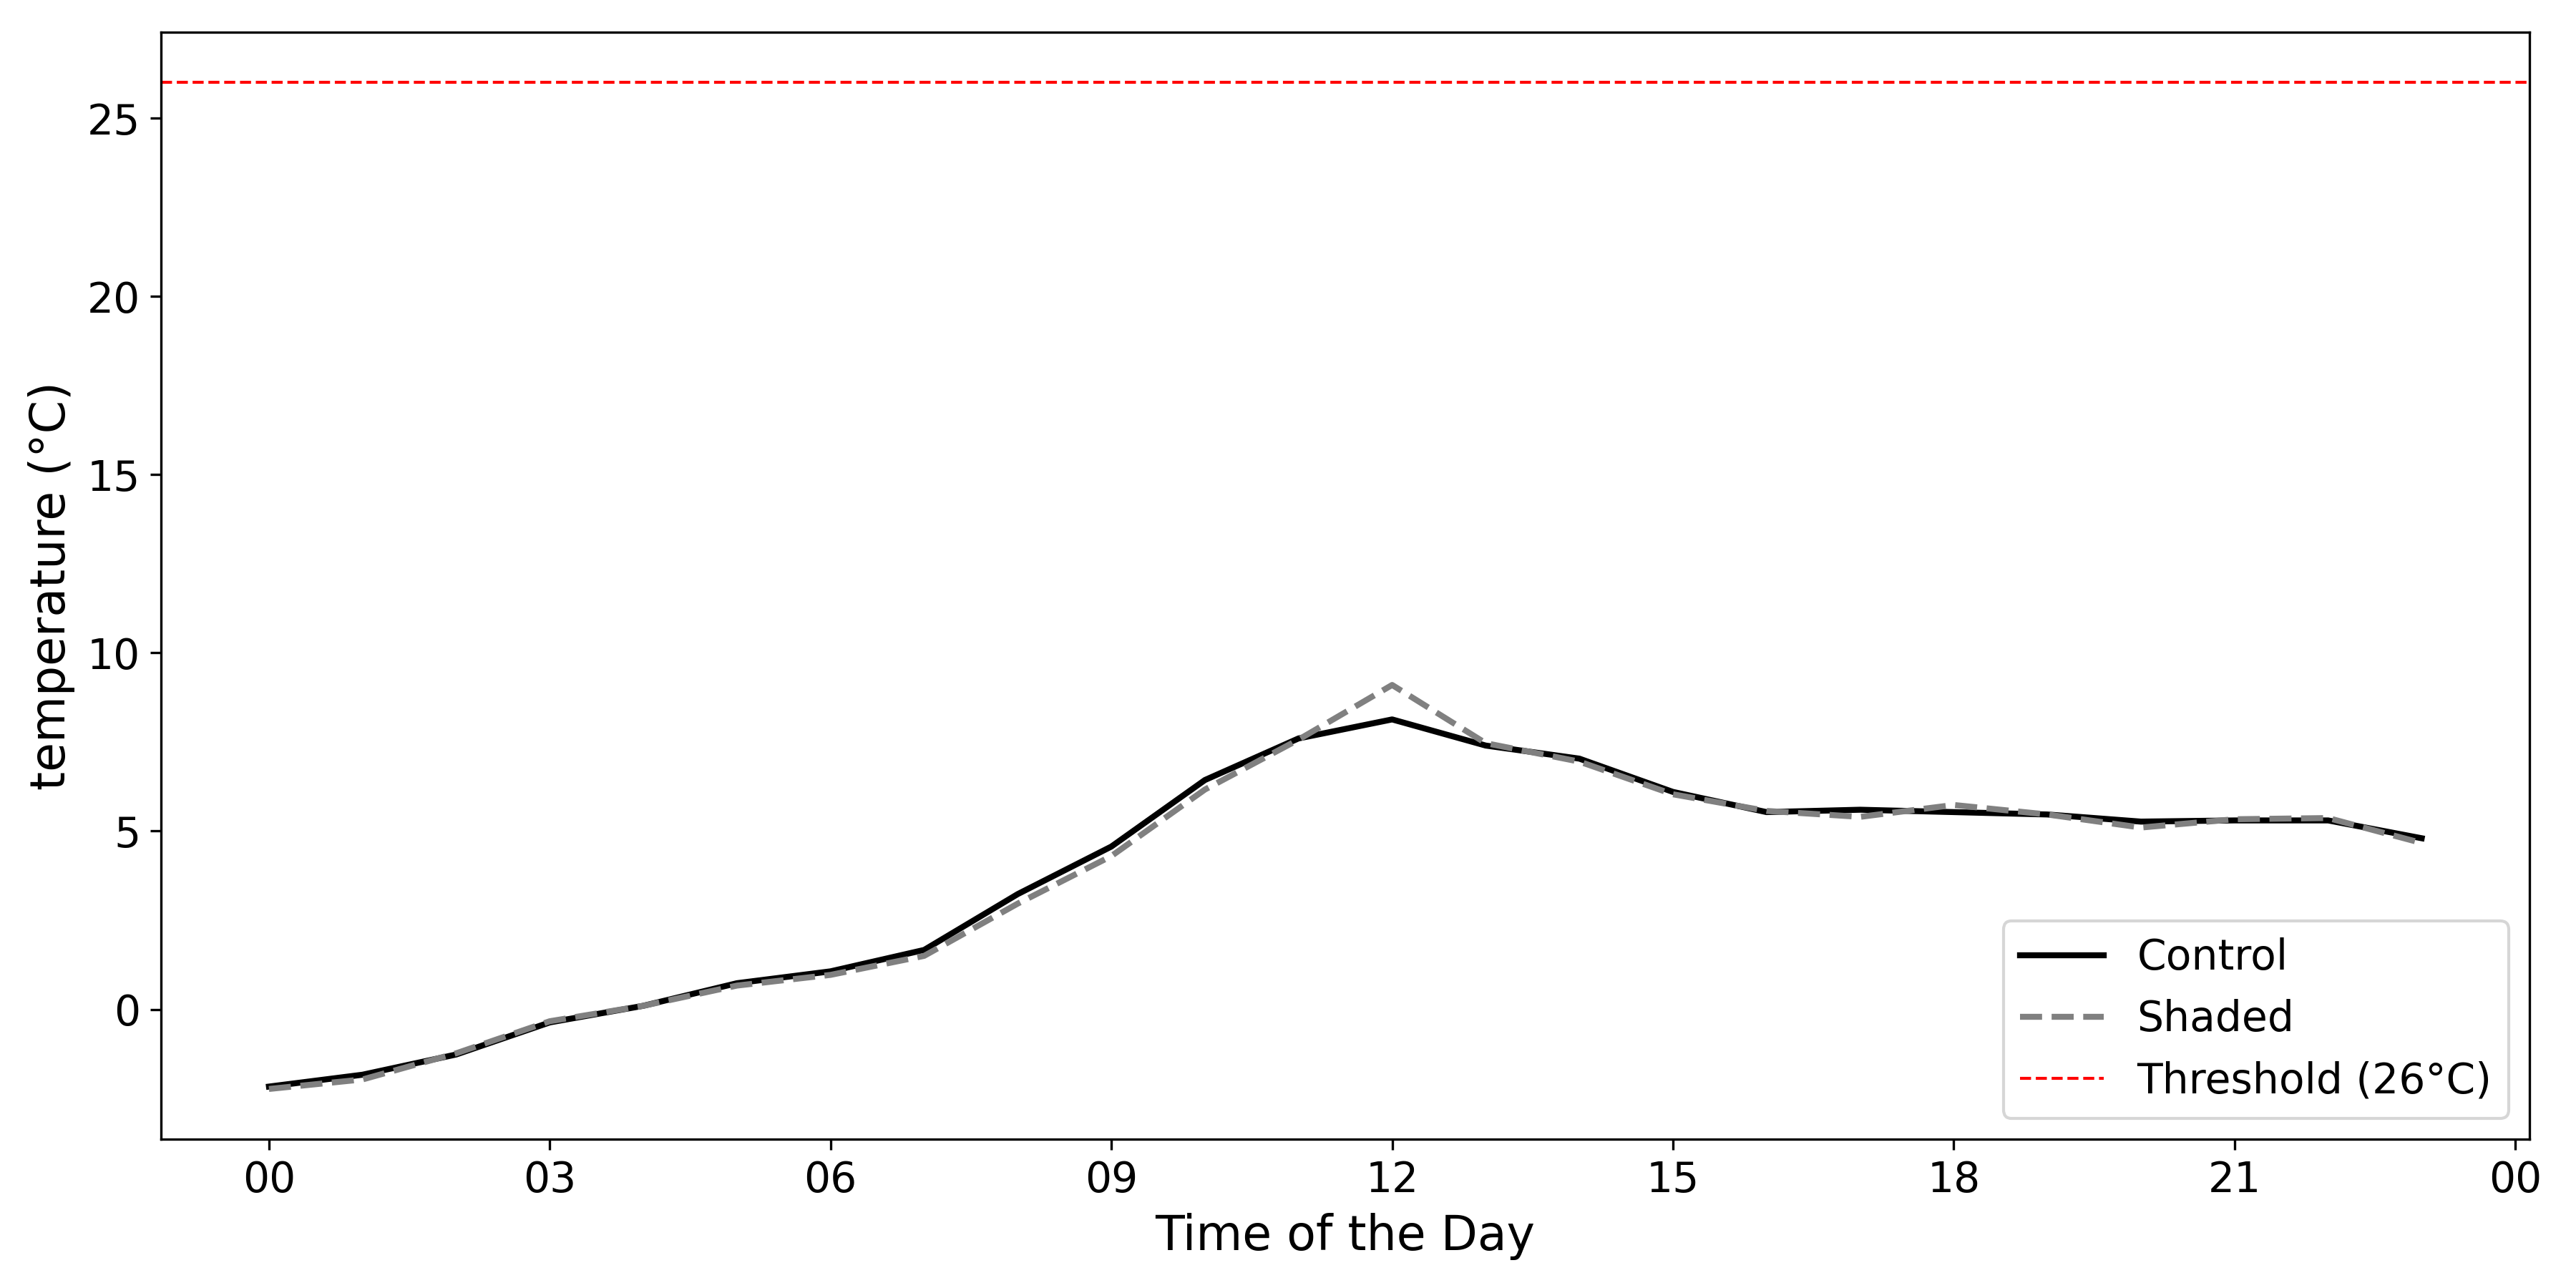 temperature (°C)
25
20
15
10
5
0
00 03 06 09 12 15 18 21 00
Time of the Day
Control
Shaded
Threshold (26°C)